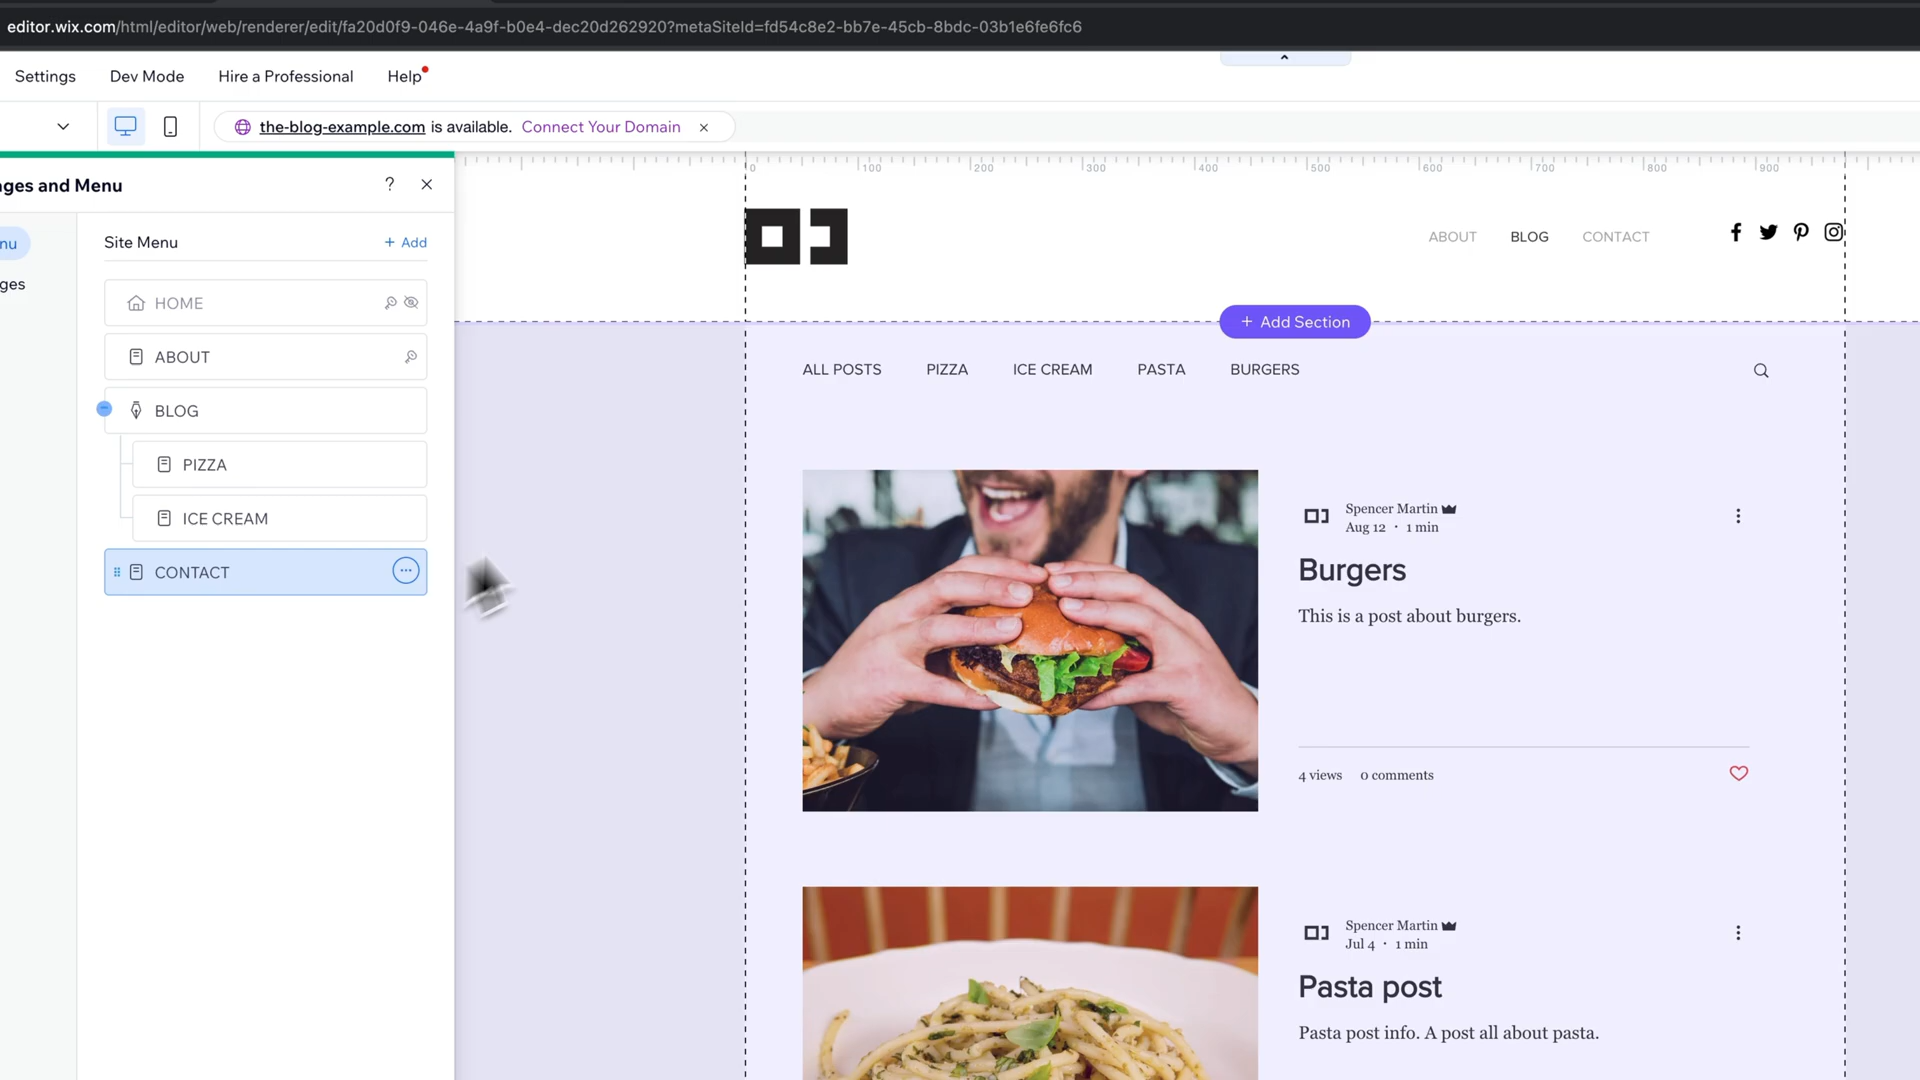 editor.wix.com/html/editor/web/renderer/edit/fa20d0f9-046e-4a9f-b0e4-dec20d262920?metaSiteId=fd54c8e2-bb7e-45cb-8bdc-03b1e6fe6fc6
Settings Dev Mode Hire a Professional Help
the-blog-example.com is available. Connect Your Domain
0 100 200 300 400 500 600 700 800 900
ages and Menu ?
nu
ges
Site Menu + Add
HOME
ABOUT
BLOG
PIZZA
ICE CREAM
CONTACT
ABOUT BLOG CONTACT
+ Add Section
ALL POSTS PIZZA ICE CREAM PASTA BURGERS
Spencer Martin
Aug 12 · 1 min
Burgers
This is a post about burgers.
4 views 0 comments
Spencer Martin
Jul 4 · 1 min
Pasta post
Pasta post info. A post all about pasta.